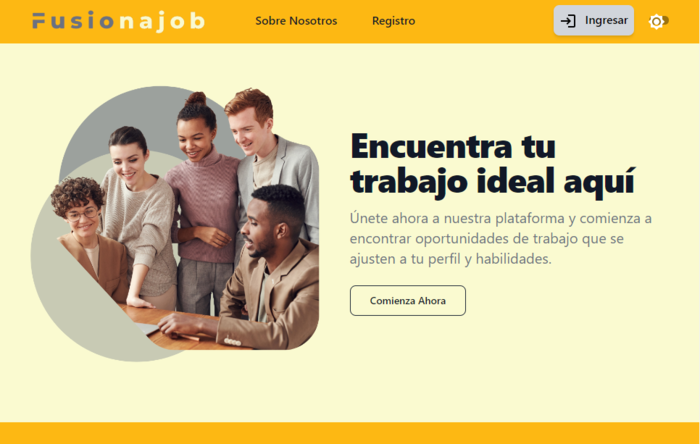 Fusionajob
Sobre Nosotros
Registro
Ingresar
Encuentra tu
trabajo ideal aquí
Únete ahora a nuestra plataforma y comienza a
encontrar oportunidades de trabajo que se
ajusten a tu perfil y habilidades.
Comienza Ahora